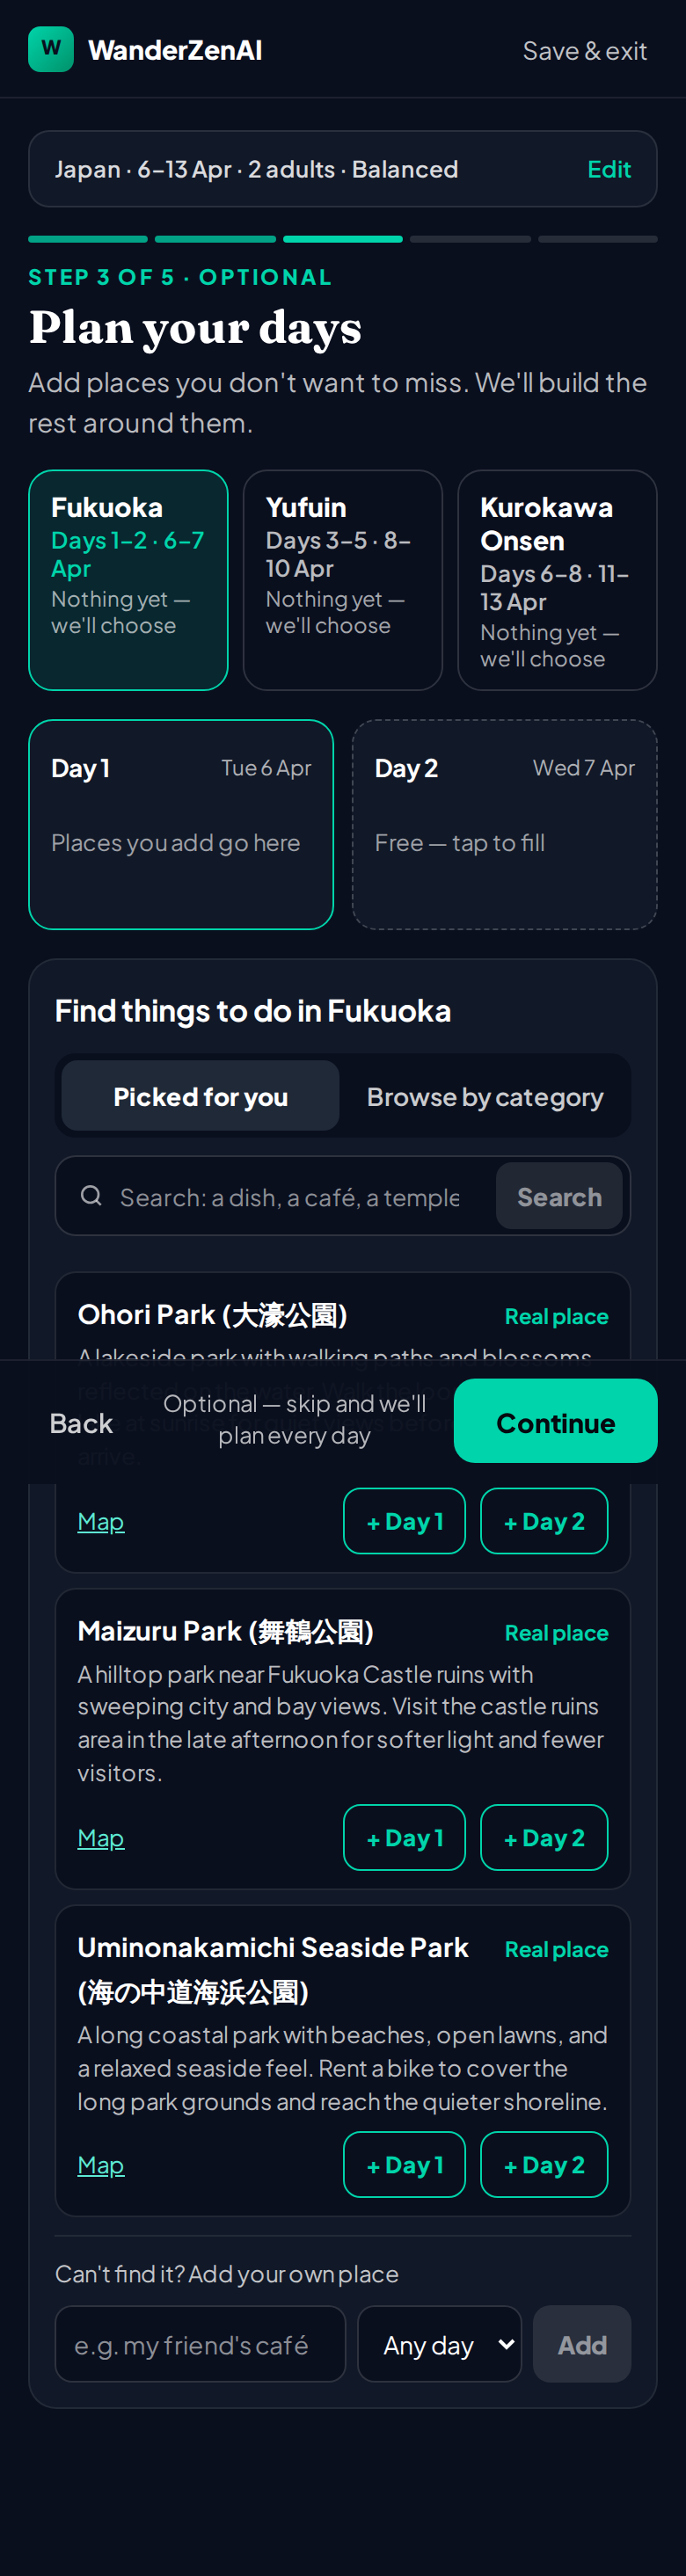 W WanderZenAI
Save & exit
Japan · 6–13 Apr · 2 adults · Balanced
Edit
STEP 3 OF 5 · OPTIONAL
Plan your days
Add places you don't want to miss. We'll build the
rest around them.
Fukuoka
Days 1–2 · 6–7
Apr
Nothing yet —
we'll choose
Yufuin
Days 3–5 · 8–
10 Apr
Nothing yet —
we'll choose
Kurokawa
Onsen
Days 6–8 · 11–
13 Apr
Nothing yet —
we'll choose
Day 1
Tue 6 Apr
Places you add go here
Day 2
Wed 7 Apr
Free — tap to fill
Find things to do in Fukuoka
Picked for you
Browse by category
Search: a dish, a café, a temple
Search
Ohori Park (大濠公園)
Real place
A lakeside park with walking paths and blossoms
arrive.
Back
Optional — skip and we'll
plan every day
Continue
Map
+ Day 1
+ Day 2
Maizuru Park (舞鶴公園)
Real place
A hilltop park near Fukuoka Castle ruins with
sweeping city and bay views. Visit the castle ruins
area in the late afternoon for softer light and fewer
visitors.
Map
+ Day 1
+ Day 2
Uminonakamichi Seaside Park
(海の中道海浜公園)
Real place
A long coastal park with beaches, open lawns, and
a relaxed seaside feel. Rent a bike to cover the
long park grounds and reach the quieter shoreline.
Map
+ Day 1
+ Day 2
Can't find it? Add your own place
e.g. my friend's café
Any day
Add